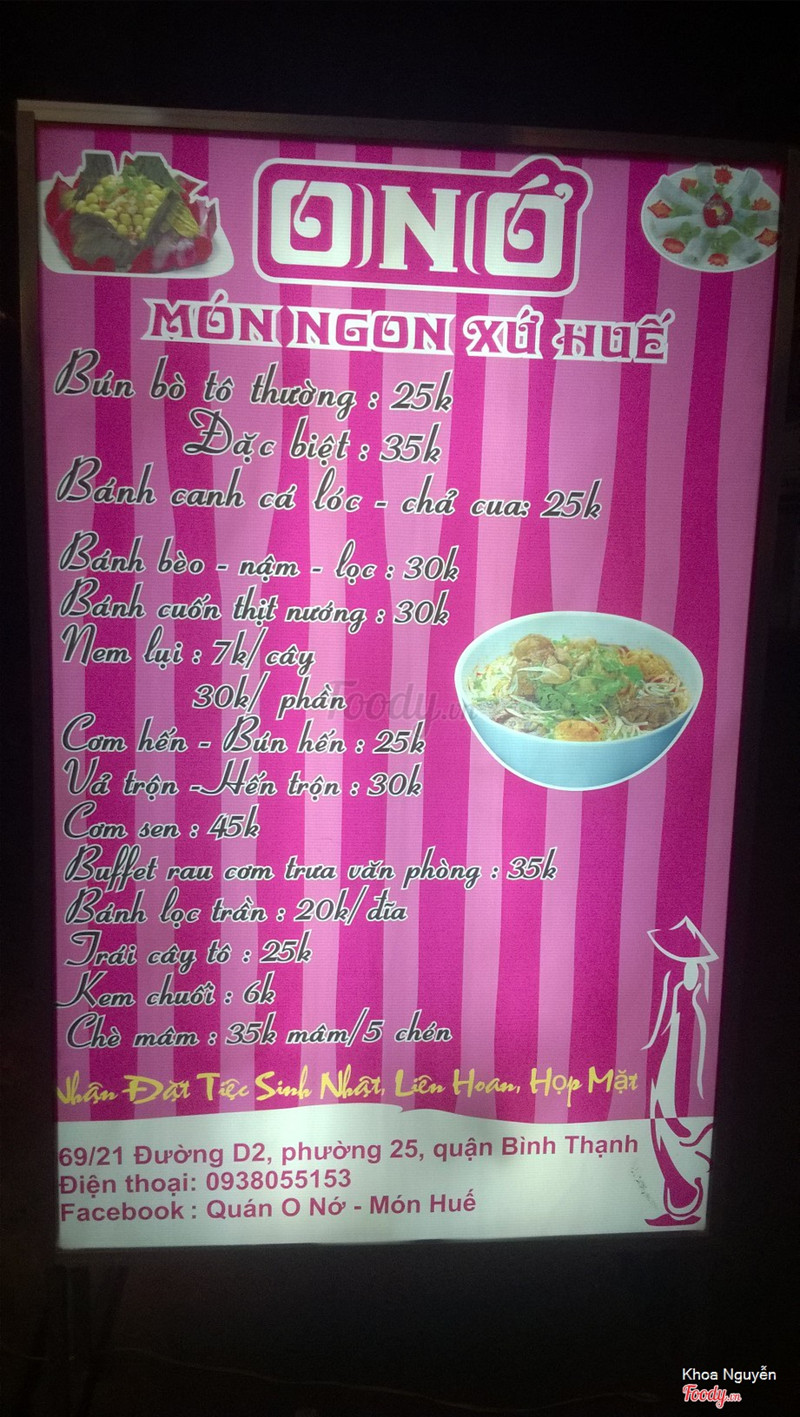 O NỚ
MÓN NGON XỨ HUẾ
Bún bò tô thường : 25k
Đặc biệt : 35k
Bánh canh cá lóc - chả cua: 25k
Bánh bèo - nậm - lọc : 30k
Bánh cuốn thịt nướng : 30k
Nem lụi : 7k/ cây
30k/ phần
Foody.vn
Cơm hến - Bún hến : 25k
Vả trộn - Hến trộn : 30k
Cơm sen : 45k
Buffet rau cơm trưa văn phòng : 35k
Bánh lọc trần : 20k/ đĩa
Trái cây tô : 25k
Kem chuối : 6k
Chè mâm : 35k mâm/5 chén
Nhận Đặt Tiệc Sinh Nhật, Liên Hoan, Họp Mặt
69/21 Đường D2, phường 25, quận Bình Thạnh
Điện thoại: 0938055153
Facebook : Quán O Nớ - Món Huế
Khoa Nguyễn
Foody.vn